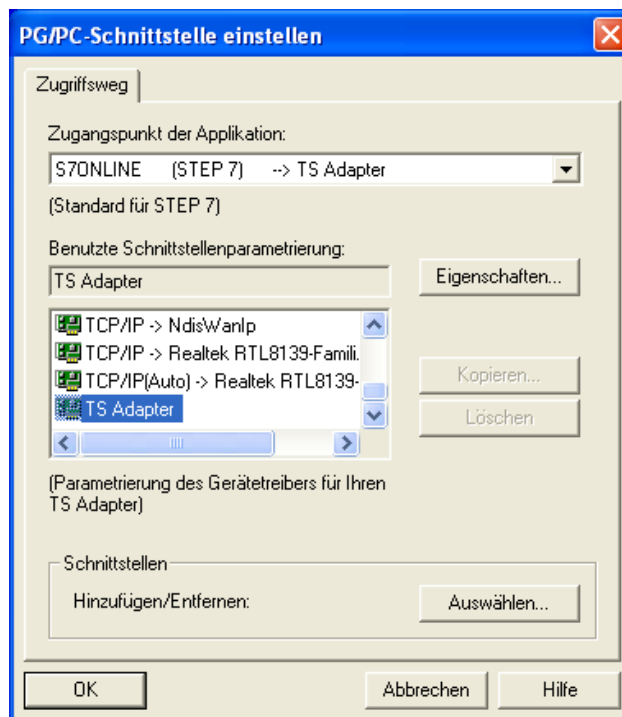 PG/PC-Schnittstelle einstellen
Zugriffsweg
Zugangspunkt der Applikation:
S7ONLINE (STEP 7) --> TS Adapter
(Standard für STEP 7)
Benutzte Schnittstellenparametrierung:
TS Adapter
Eigenschaften...
TCP/IP -> NdisWanIp
TCP/IP -> Realtek RTL8139-Famili.
TCP/IP(Auto) -> Realtek RTL8139-
TS Adapter
Kopieren...
Löschen
(Parametrierung des Gerätetreibers für Ihren
TS Adapter)
Schnittstellen
Hinzufügen/Entfernen:
Auswählen...
OK
Abbrechen
Hilfe